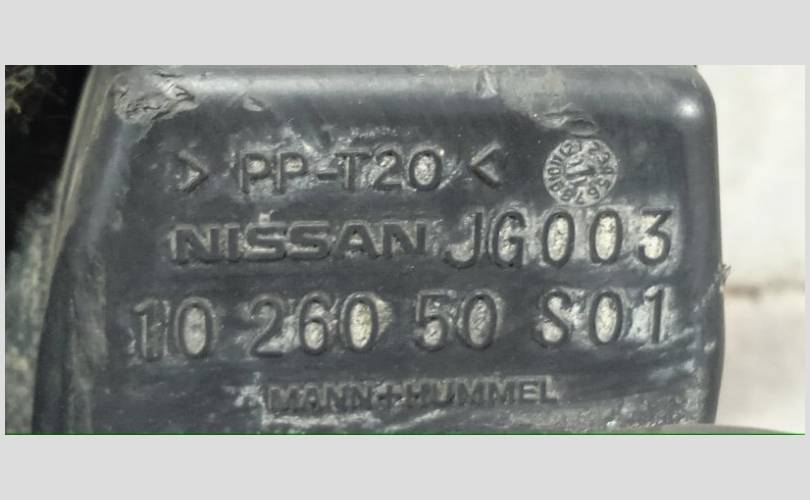 > PP-T20 <
NISSAN JG003
10 260 50 S01
MANN+HUMMEL